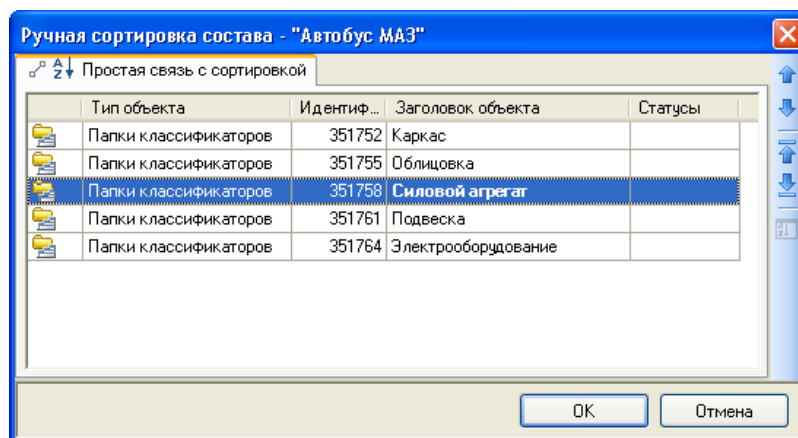 Ручная сортировка состава - "Автобус МАЗ"
Простая связь с сортировкой
Тип объекта Идентиф... Заголовок объекта Статусы
Папки классификаторов 351752 Каркас
Папки классификаторов 351755 Облицовка
Папки классификаторов 351758 Силовой агрегат
Папки классификаторов 351761 Подвеска
Папки классификаторов 351764 Электрооборудование
OK Отмена